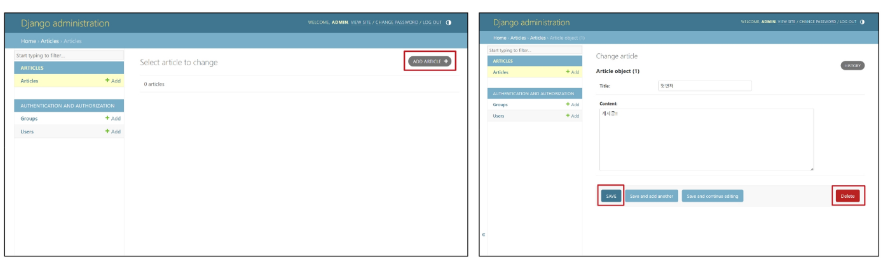 Django administration
WELCOME, ADMIN. VIEW SITE / CHANGE PASSWORD / LOG OUT
Home › Articles › Articles
Start typing to filter...
ARTICLES
Articles + Add
AUTHENTICATION AND AUTHORIZATION
Groups + Add
Users + Add
Select article to change
ADD ARTICLE +
0 articles
Django administration
WELCOME, ADMIN. VIEW SITE / CHANGE PASSWORD / LOG OUT
Home › Articles › Articles › Article object (1)
Start typing to filter...
ARTICLES
Articles + Add
AUTHENTICATION AND AUTHORIZATION
Groups + Add
Users + Add
Change article
Article object (1)
HISTORY
Title:
Content:
SAVE
Save and add another
Save and continue editing
Delete
«